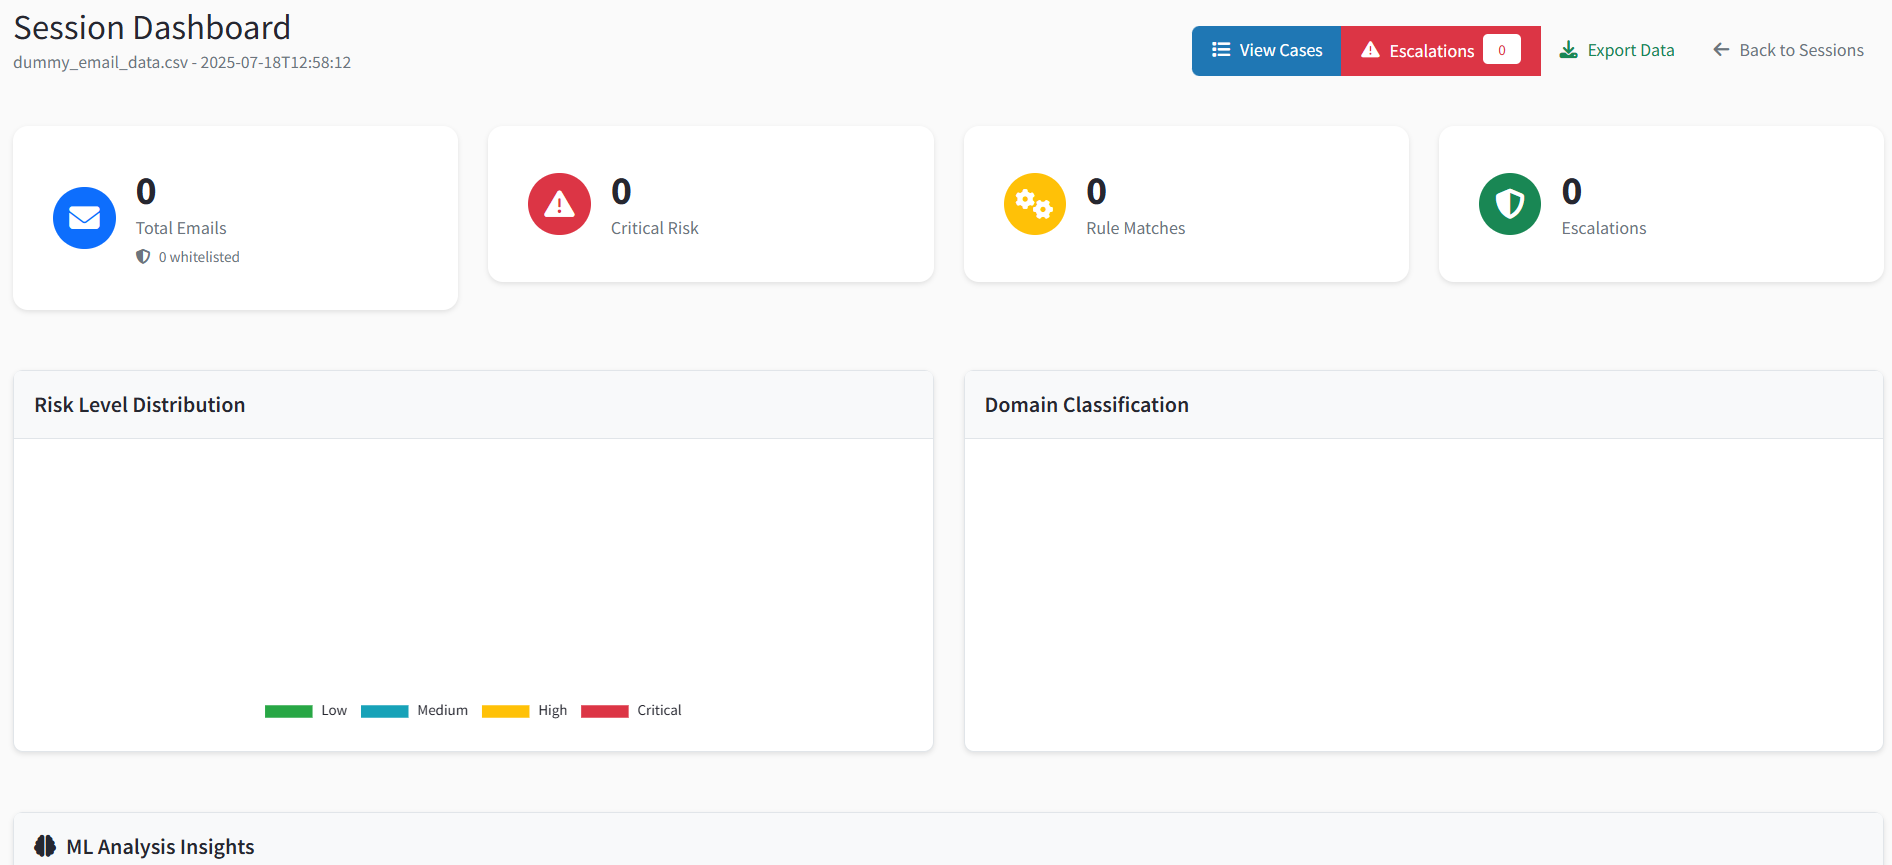 Session Dashboard
dummy_email_data.csv - 2025-07-18T12:58:12
View Cases
Escalations 0
Export Data
Back to Sessions
0
Total Emails
0 whitelisted
0
Critical Risk
0
Rule Matches
0
Escalations
Risk Level Distribution
Low Medium High Critical
Domain Classification
ML Analysis Insights